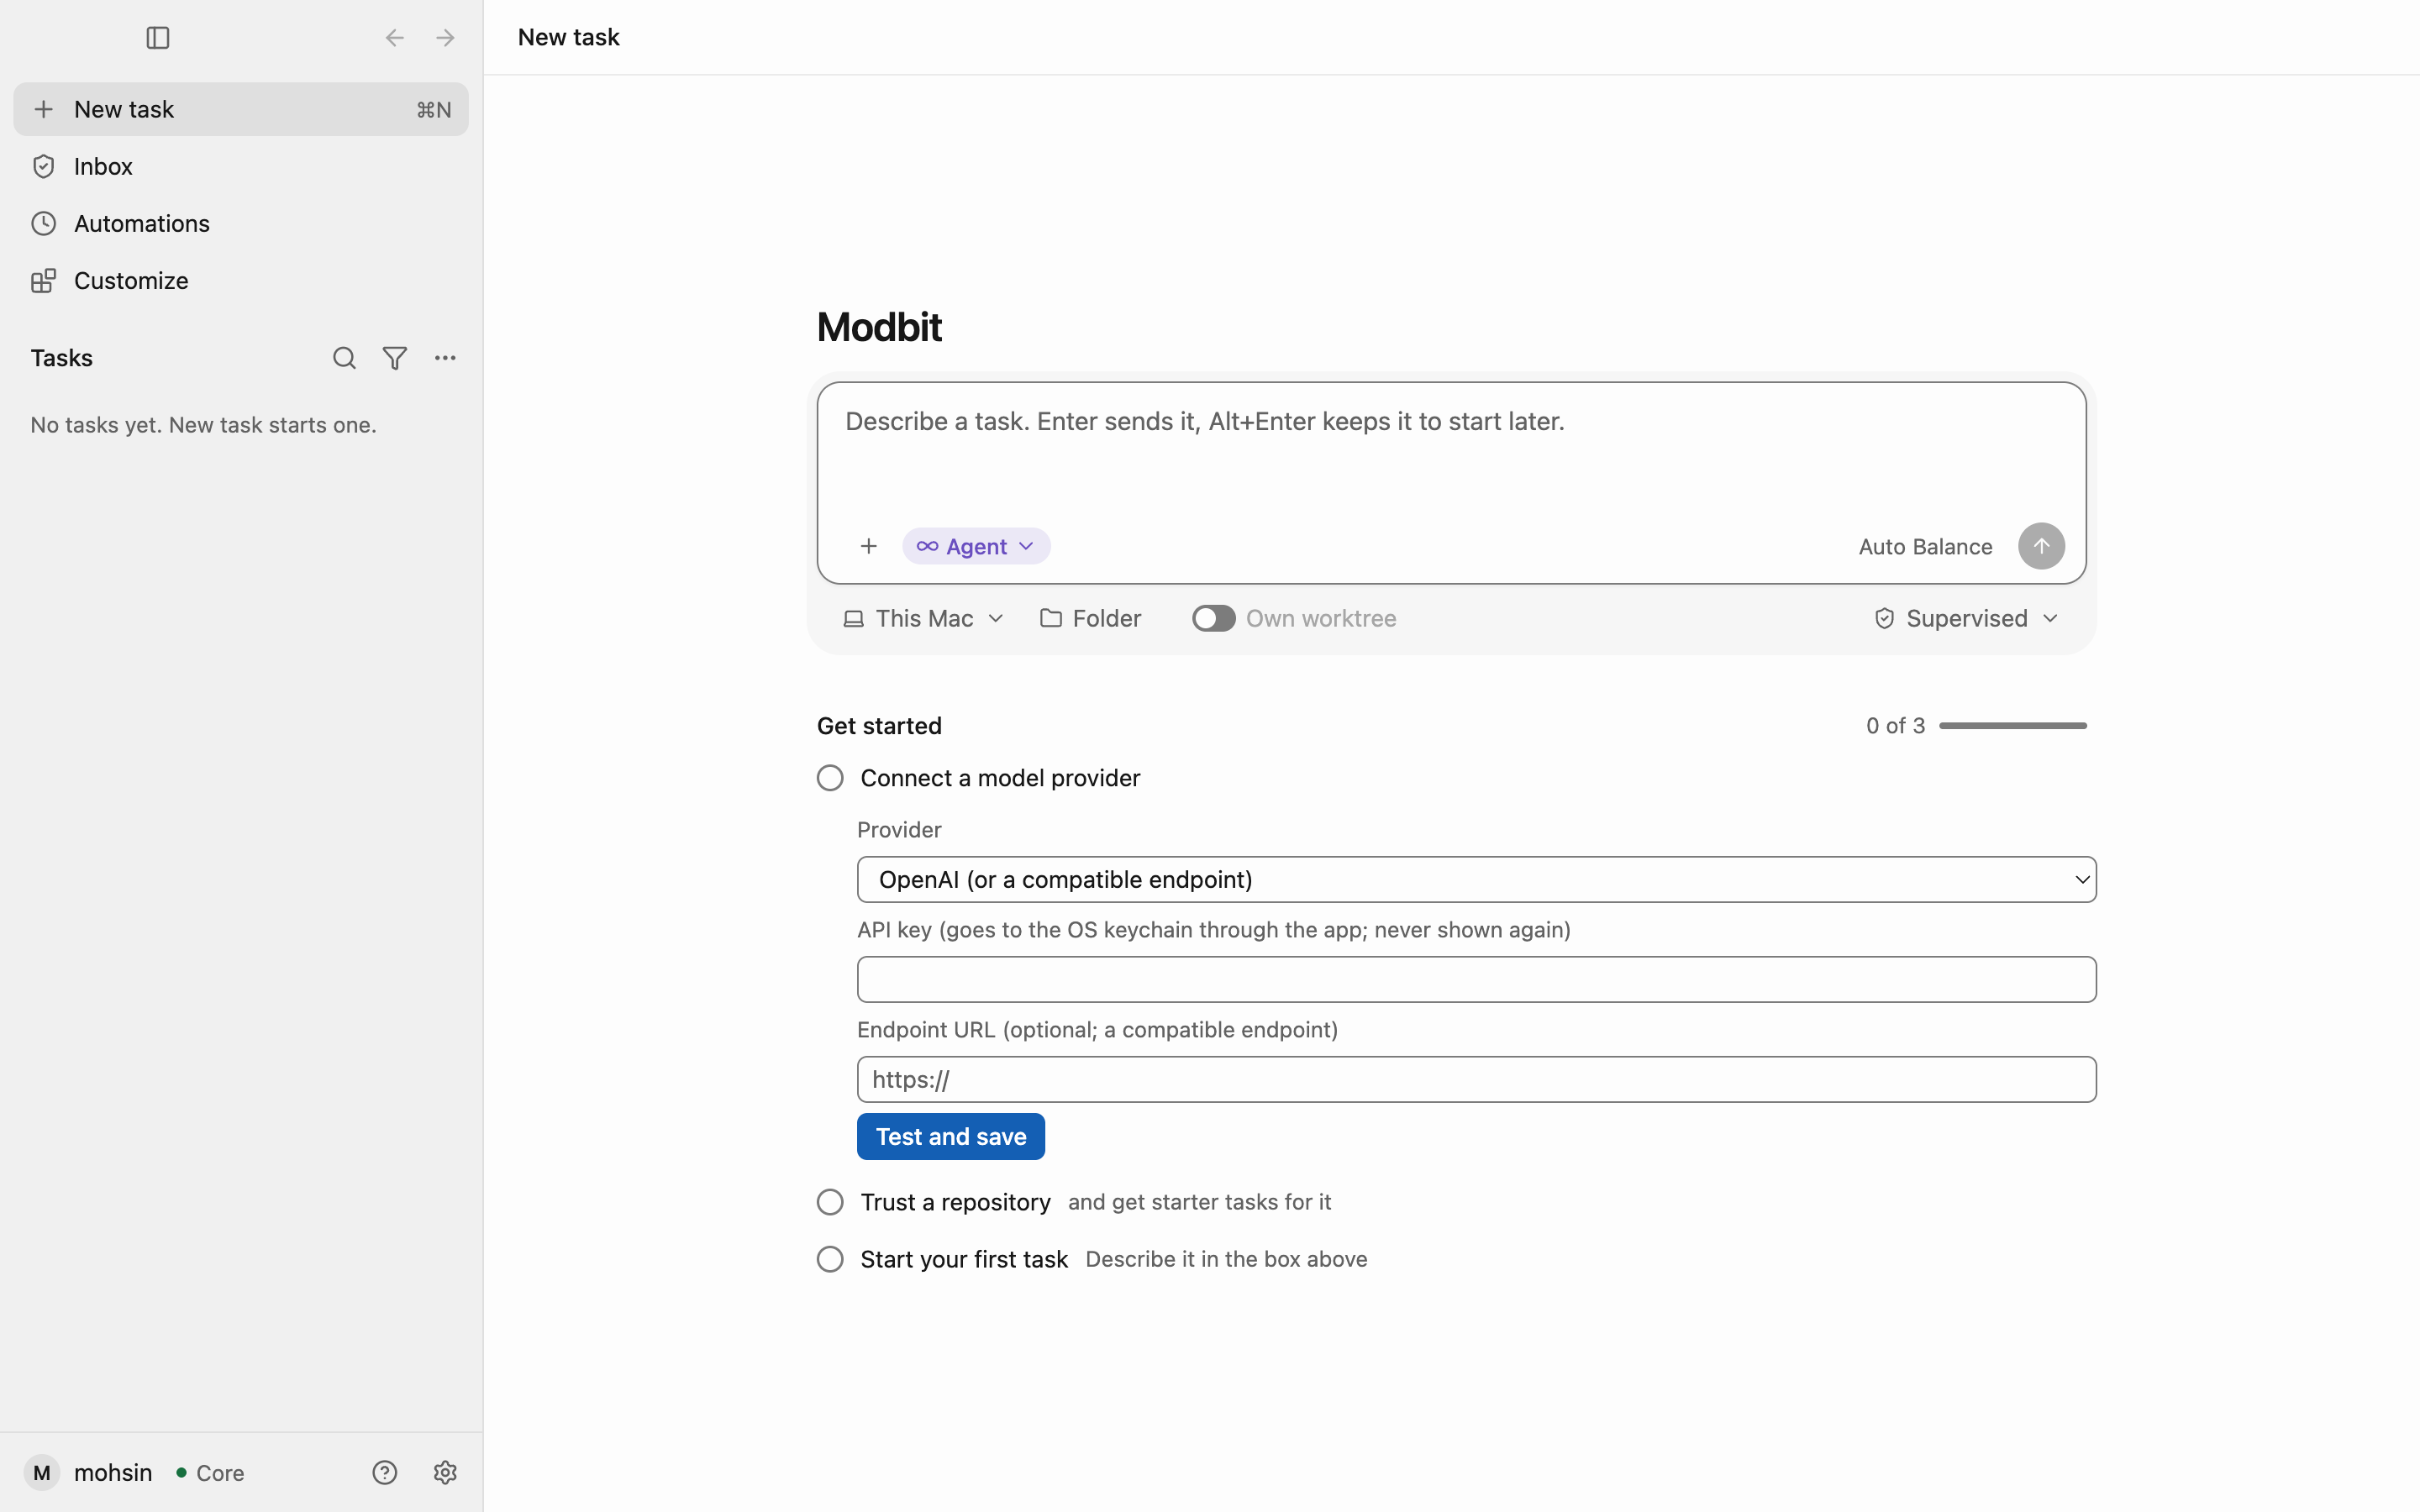 New task
New task ⌘N
Inbox
Automations
Customize
Tasks
No tasks yet. New task starts one.
Modbit
Describe a task. Enter sends it, Alt+Enter keeps it to start later.
Agent Auto Balance
This Mac Folder Own worktree Supervised
Get started 0 of 3
Connect a model provider
Provider
OpenAI (or a compatible endpoint)
API key (goes to the OS keychain through the app; never shown again)
Endpoint URL (optional; a compatible endpoint)
https://
Test and save
Trust a repository and get starter tasks for it
Start your first task Describe it in the box above
M mohsin Core